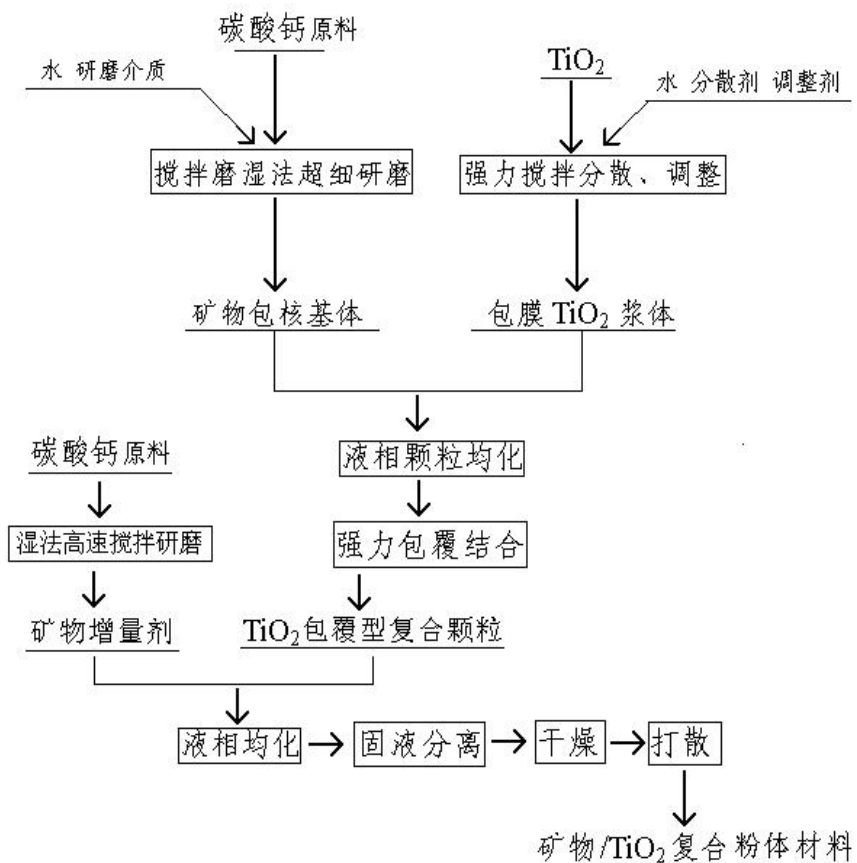 碳酸钙原料
水 研磨介质
TiO2
水 分散剂 调整剂
搅拌磨湿法超细研磨
强力搅拌分散、调整
矿物包核基体
包膜TiO2浆体
液相颗粒均化
碳酸钙原料
强力包覆结合
湿法高速搅拌研磨
矿物增量剂
TiO2包覆型复合颗粒
液相均化
固液分离
干燥
打散
矿物/TiO2复合粉体材料